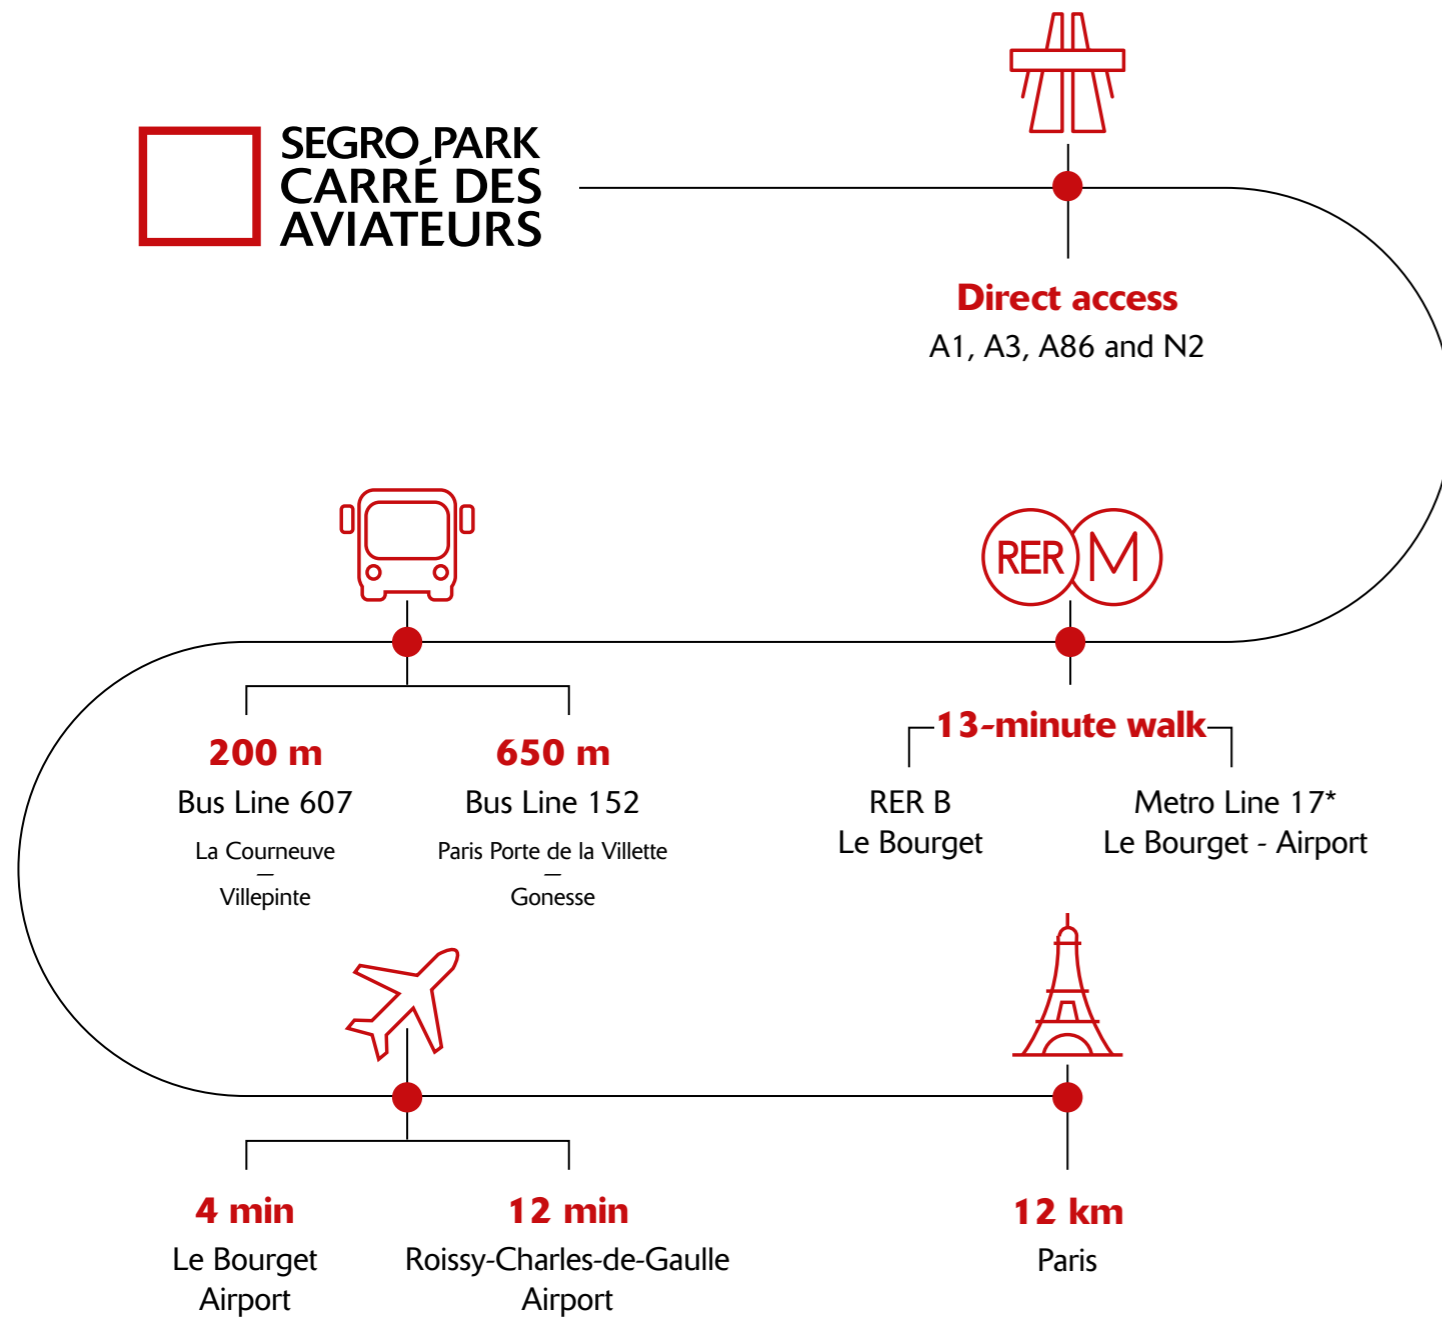 SEGRO PARK
CARRÉ DES
AVIATEURS
Direct access
A1, A3, A86 and N2
RER M
13-minute walk
RER B
Le Bourget
Metro Line 17*
Le Bourget - Airport
200 m
Bus Line 607
La Courneuve
—
Villepinte
650 m
Bus Line 152
Paris Porte de la Villette
—
Gonesse
4 min
Le Bourget
Airport
12 min
Roissy-Charles-de-Gaulle
Airport
12 km
Paris